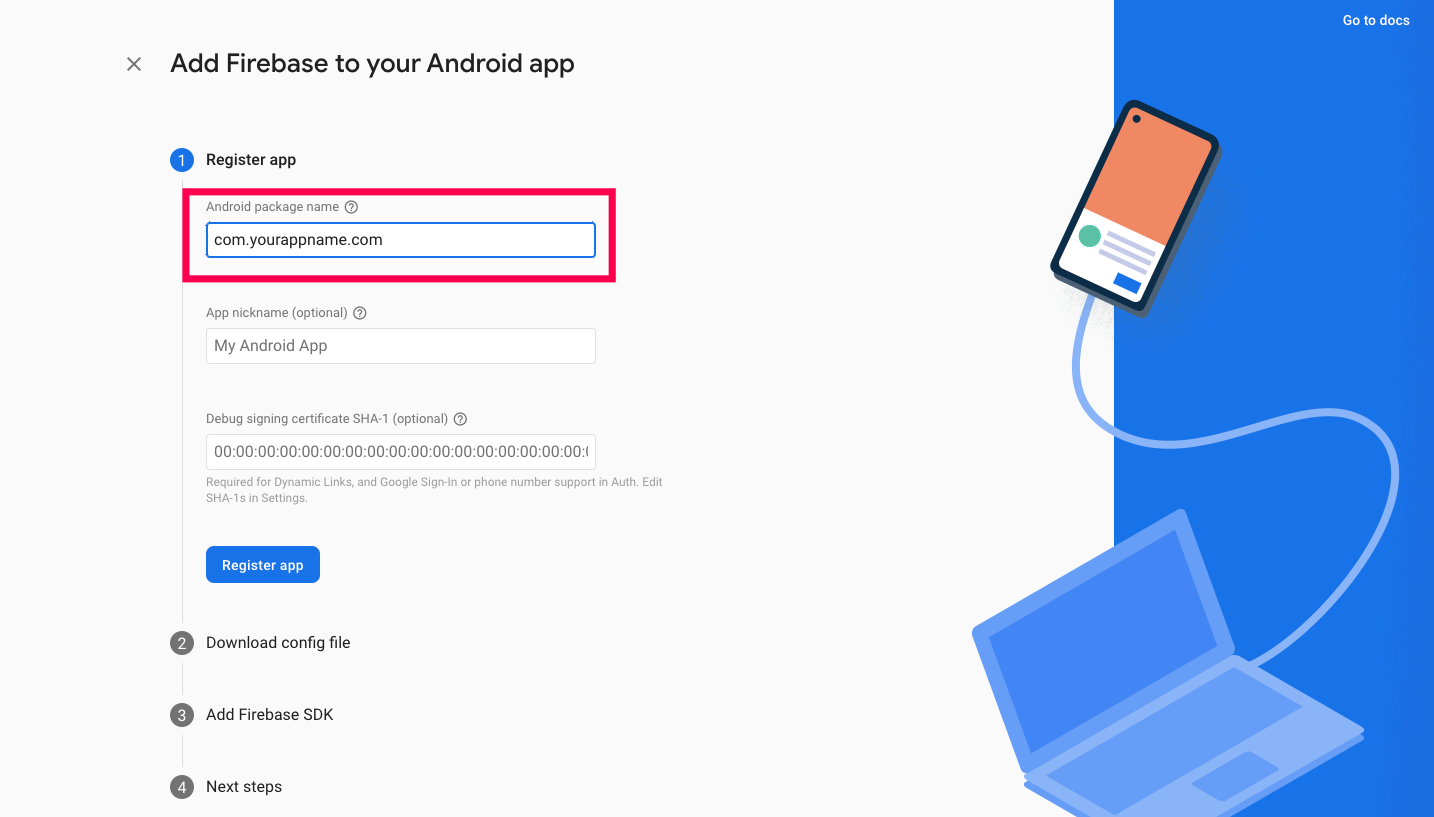 Go to docs
Add Firebase to your Android app
1 Register app
Android package name
com.yourappname.com
App nickname (optional)
My Android App
Debug signing certificate SHA-1 (optional)
00:00:00:00:00:00:00:00:00:00:00:00:00:00:00:00:00:
Required for Dynamic Links, and Google Sign-In or phone number support in Auth. Edit
SHA-1s in Settings.
Register app
2 Download config file
3 Add Firebase SDK
4 Next steps